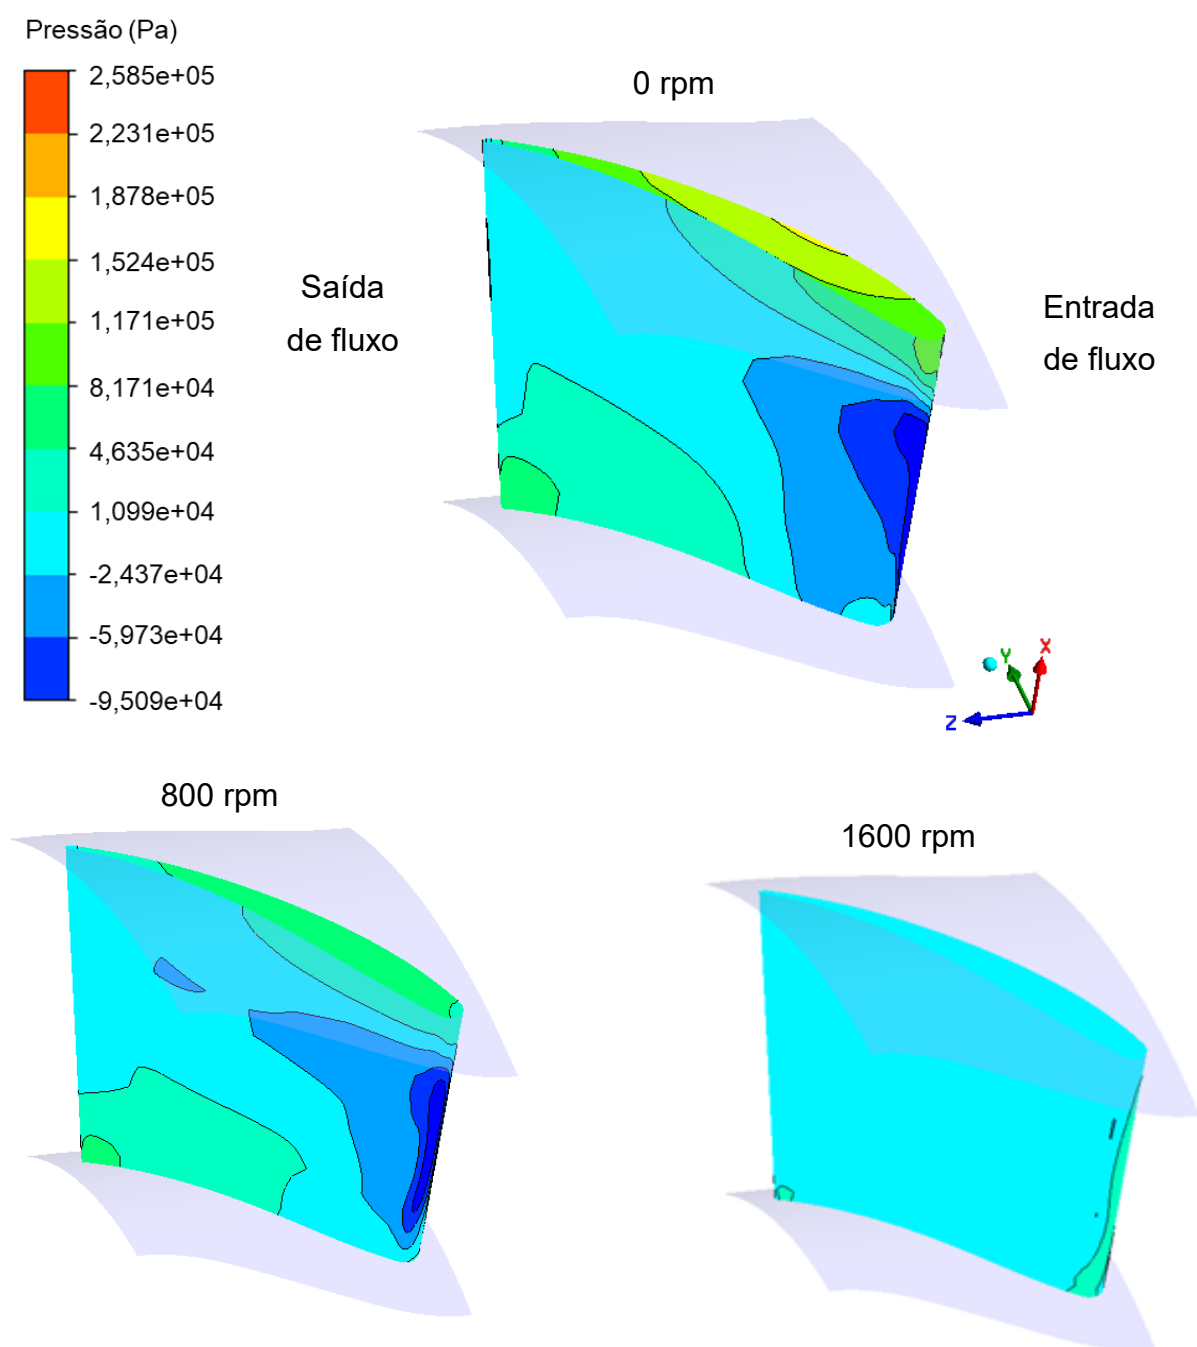 Pressão (Pa)
2,585e+05
2,231e+05
1,878e+05
1,524e+05
1,171e+05
8,171e+04
4,635e+04
1,099e+04
-2,437e+04
-5,973e+04
-9,509e+04
0 rpm
Saída
de fluxo
Entrada
de fluxo
Y
X
Z
800 rpm
1600 rpm